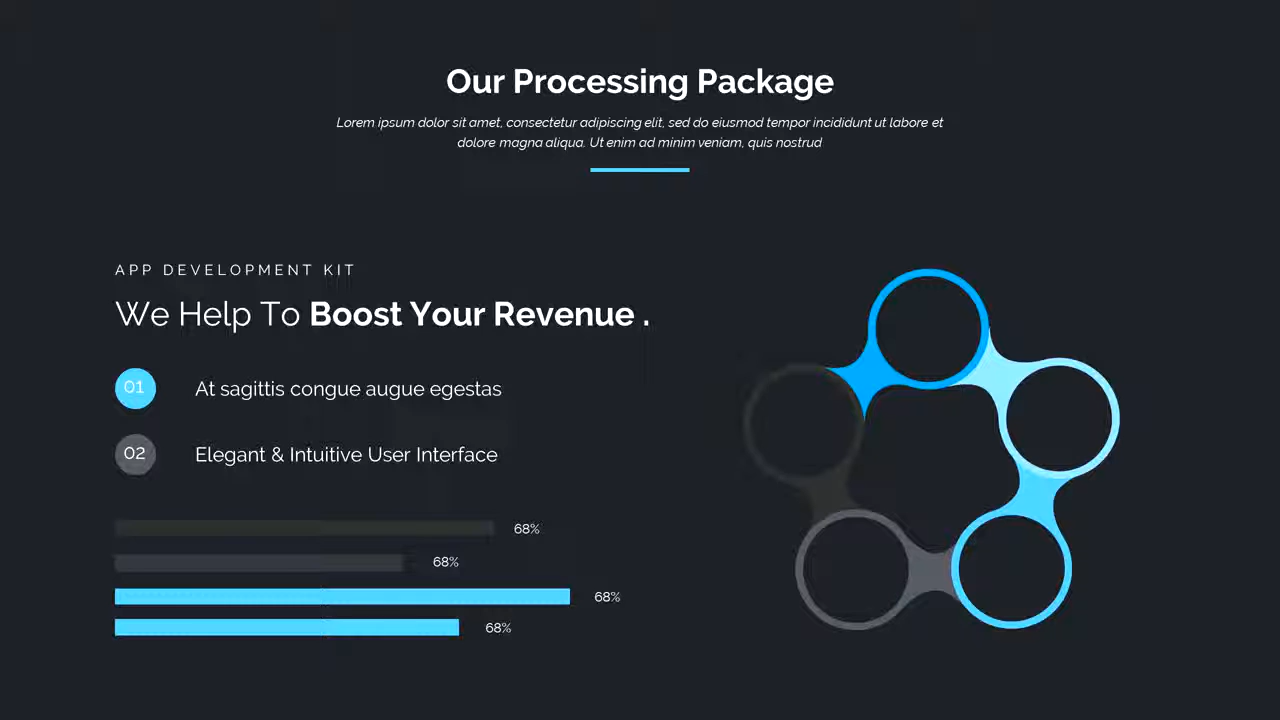 Our Processing Package
Lorem ipsum dolor sit amet, consectetur adipiscing elit, sed do eiusmod tempor incididunt ut labore et
dolore magna aliqua. Ut enim ad minim veniam, quis nostrud
APP DEVELOPMENT KIT
We Help To Boost Your Revenue .
01 At sagittis congue augue egestas
02 Elegant & Intuitive User Interface
68%
68%
68%
68%